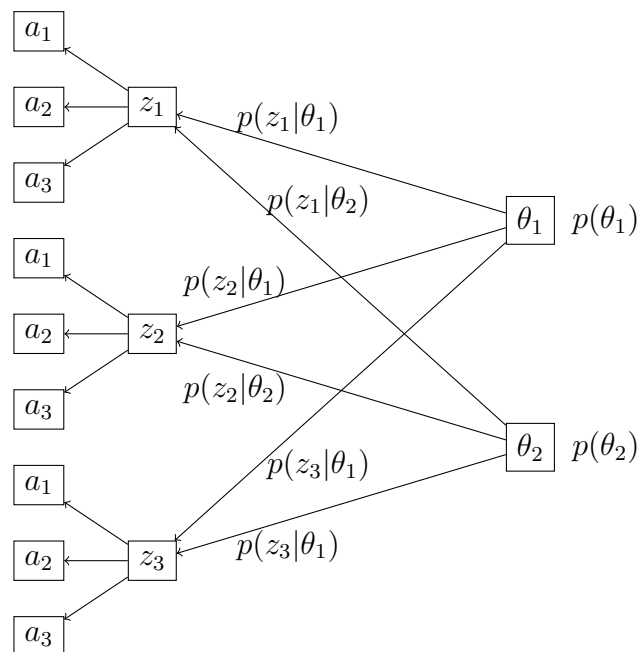 a₁
a₂
z₁
a₃
p(z₁|θ₁)
p(z₁|θ₂)
θ₁
p(θ₁)
a₁
a₂
z₂
a₃
p(z₂|θ₁)
p(z₂|θ₂)
θ₂
p(θ₂)
a₁
a₂
z₃
a₃
p(z₃|θ₁)
p(z₃|θ₁)